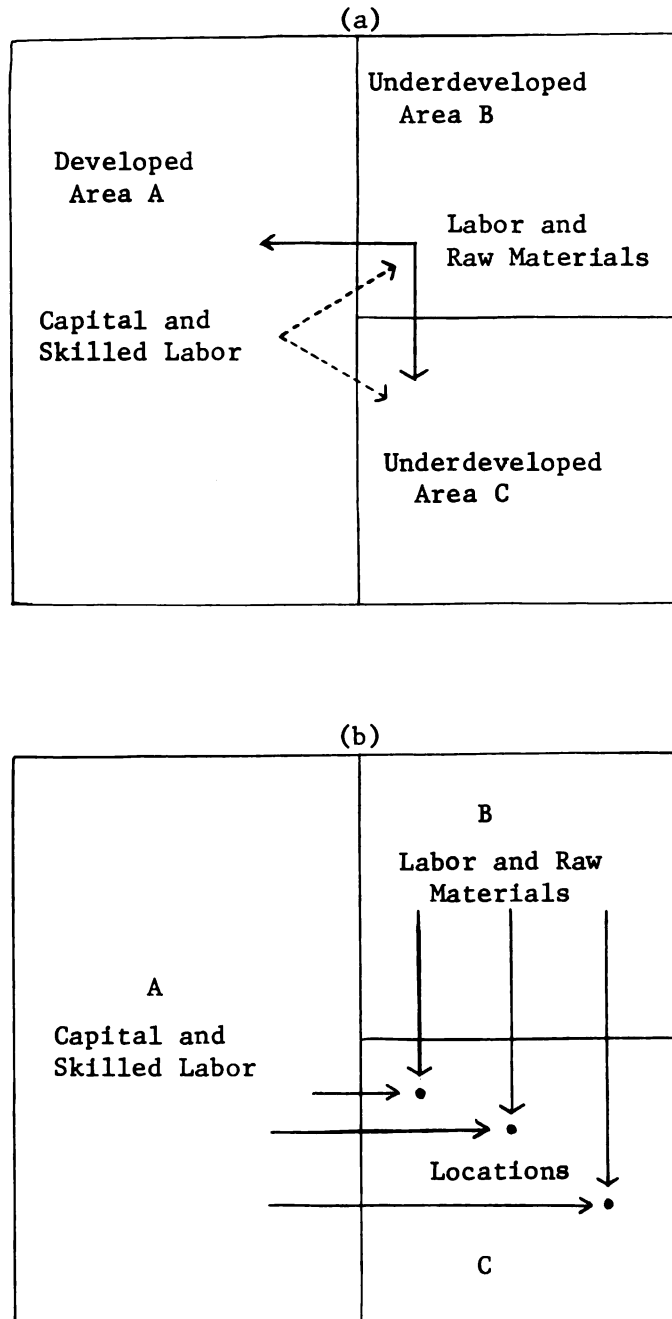 (a)
Underdeveloped
Area B
Developed
Area A
Labor and
Raw Materials
Capital and
Skilled Labor
Underdeveloped
Area C
(b)
B
Labor and Raw
Materials
A
Capital and
Skilled Labor
Locations
C